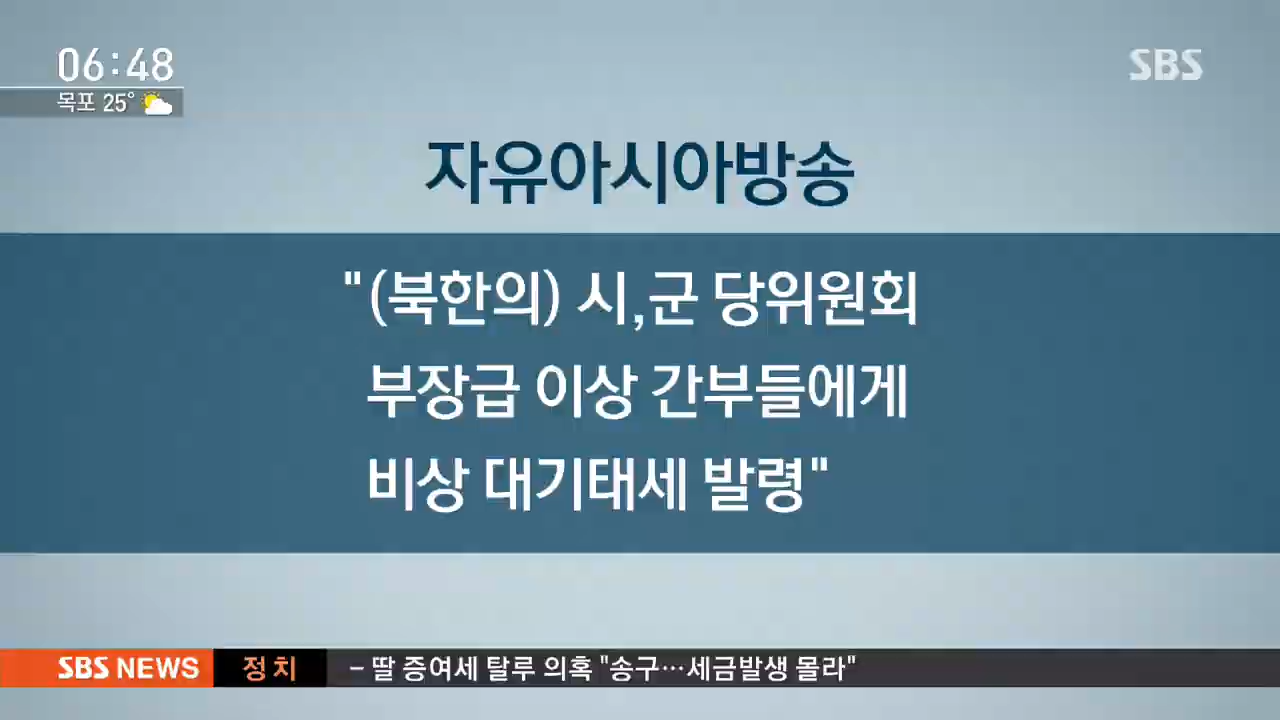 06:48
SBS
목포 25°
자유아시아방송
"(북한의) 시,군 당위원회
부장급 이상 간부들에게
비상 대기태세 발령"
SBS NEWS 정치 – 딸 증여세 탈루 의혹 "송구…세금발생 몰라"